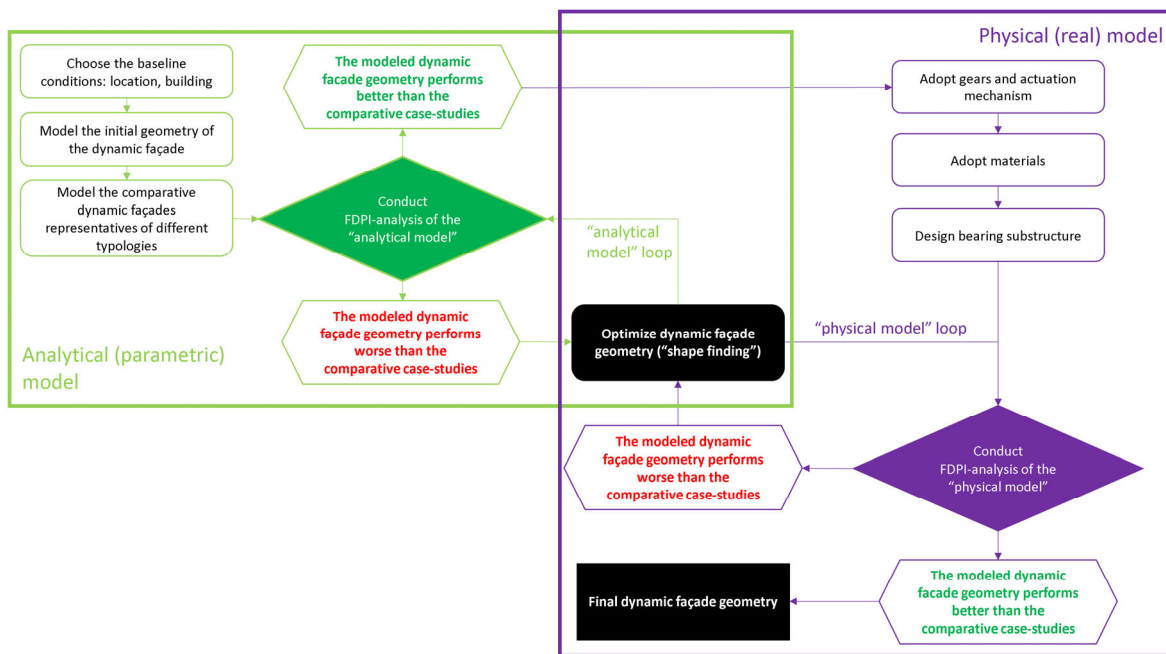 Physical (real) model
Choose the baseline
conditions: location, building
Model the initial geometry of
the dynamic façade
Model the comparative
dynamic façades
representatives of different
typologies
The modeled dynamic
facade geometry performs
better than the
comparative case-studies
Conduct
FDPI-analysis of the
“analytical model”
“analytical
model” loop
The modeled dynamic
façade geometry performs
worse than the
comparative case-studies
Analytical (parametric)
model
Optimize dynamic façade
geometry (“shape finding”)
Adopt gears and actuation
mechanism
Adopt materials
Design bearing substructure
“physical model” loop
Conduct
FDPI-analysis of the
“physical model”
The modeled dynamic
façade geometry performs
worse than the
comparative case-studies
The modeled dynamic
facade geometry performs
better than the
comparative case-studies
Final dynamic façade geometry